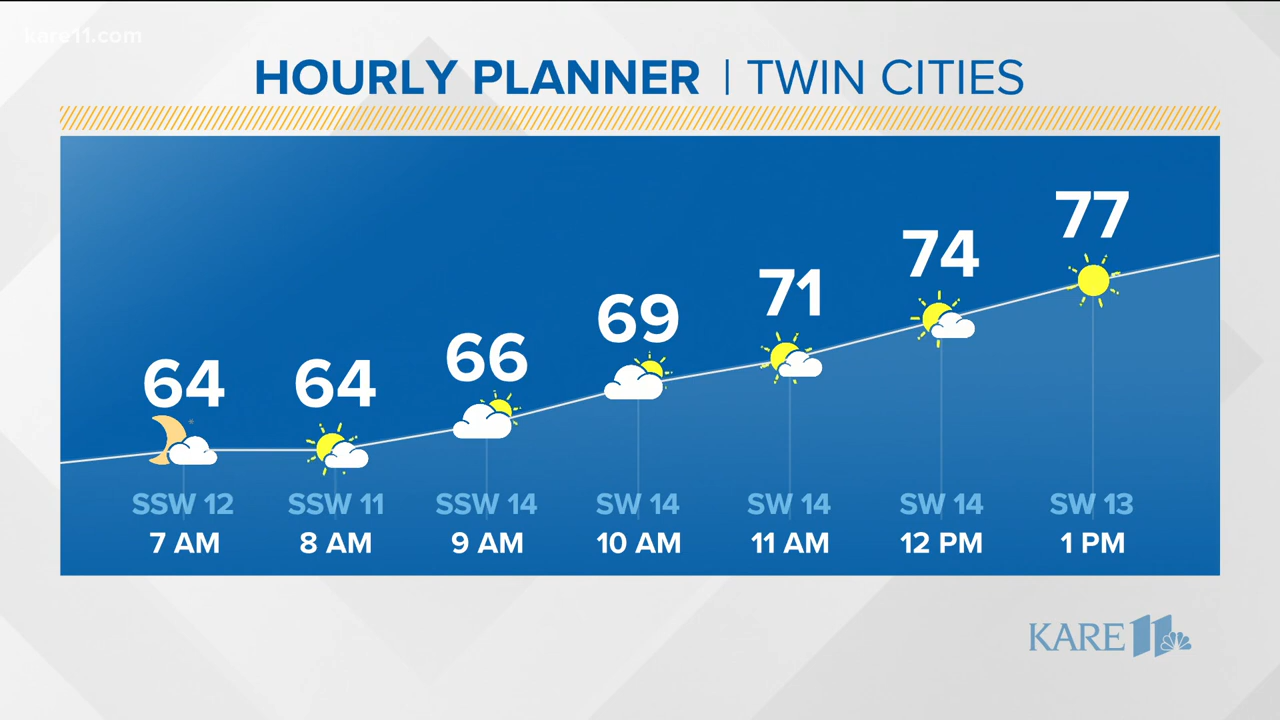 kare11.com
HOURLY PLANNER | TWIN CITIES
64 64 66 69 71 74 77
SSW 12 SSW 11 SSW 14 SW 14 SW 14 SW 14 SW 13
7 AM 8 AM 9 AM 10 AM 11 AM 12 PM 1 PM
KARE 11